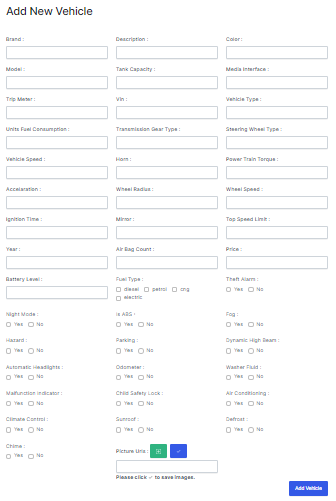 Add New Vehicle
Brand : Description : Color :
Model : Tank Capacity : Media Interface :
Trip Meter : Vin : Vehicle Type :
Units Fuel Consumption : Transmission Gear Type : Steering Wheel Type :
Vehicle Speed : Horn : Power Train Torque :
Accelaration : Wheel Radius : Wheel Speed :
Ignition Time : Mirror : Top Speed Limit :
Year : Air Bag Count : Price :
Battery Level : Fuel Type : Theft Alarm :
diesel petrol cng Yes No
electric
Night Mode : Is ABS : Fog :
Yes No Yes No Yes No
Hazard : Parking : Dynamic High Beam :
Yes No Yes No Yes No
Automatic Headlights : Odometer : Washer Fluid :
Yes No Yes No Yes No
Malfunction Indicator : Child Safety Lock : Air Conditioning :
Yes No Yes No Yes No
Climate Control : Sunroof : Defrost :
Yes No Yes No Yes No
Chime : Picture Urls :
Yes No
Please click ✓ to save images.
Add Vehicle